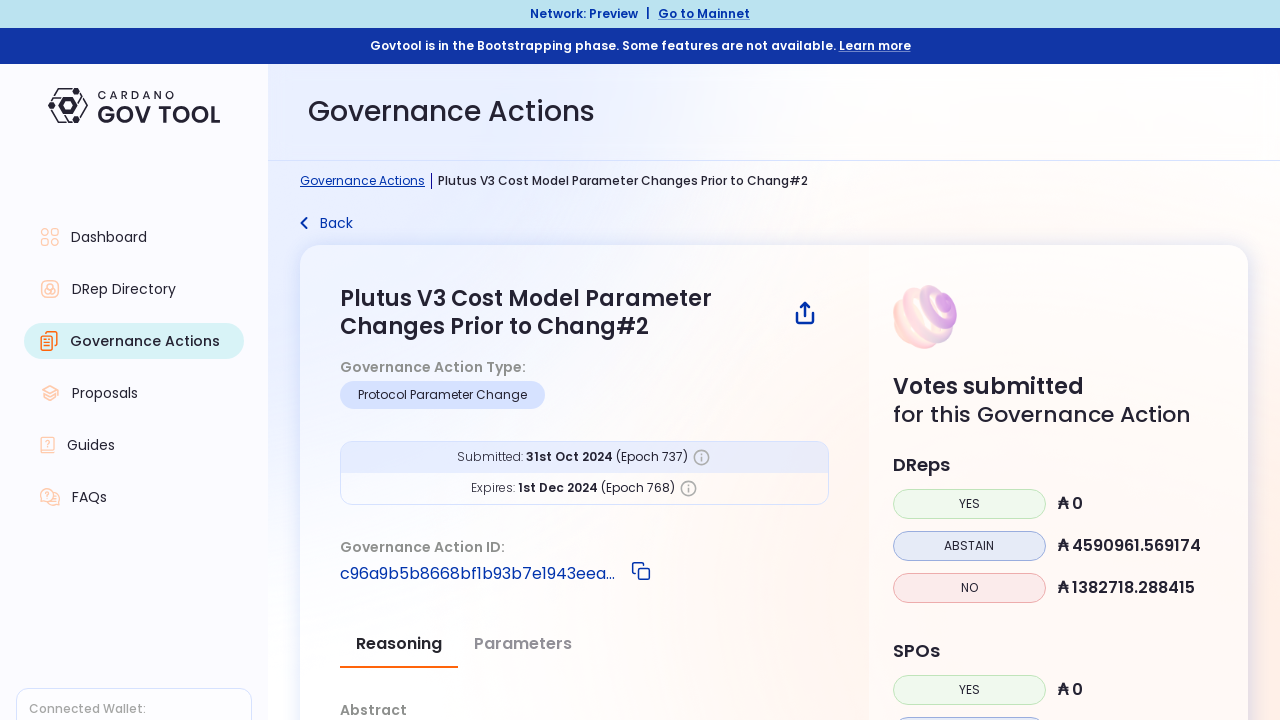 Network: Preview | Go to Mainnet
Govtool is in the Bootstrapping phase. Some features are not available. Learn more
CARDANO
GOV TOOL
Dashboard
DRep Directory
Governance Actions
Proposals
Guides
FAQs
Connected Wallet:
Governance Actions
Governance Actions | Plutus V3 Cost Model Parameter Changes Prior to Chang#2
Back
Plutus V3 Cost Model Parameter
Changes Prior to Chang#2
Governance Action Type:
Protocol Parameter Change
Submitted: 31st Oct 2024 (Epoch 737)
Expires: 1st Dec 2024 (Epoch 768)
Governance Action ID:
c96a9b5b8668bf1b93b7e1943eea...
Reasoning Parameters
Abstract
Votes submitted
for this Governance Action
DReps
YES ₳ 0
ABSTAIN ₳ 4590961.569174
NO ₳ 1382718.288415
SPOs
YES ₳ 0